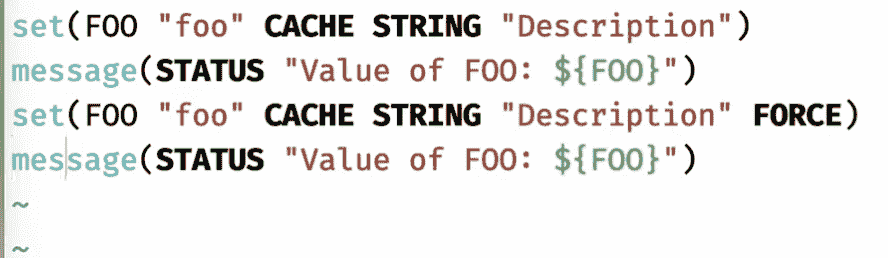 set(FOO "foo" CACHE STRING "Description")
message(STATUS "Value of FOO: ${FOO}")
set(FOO "foo" CACHE STRING "Description" FORCE)
message(STATUS "Value of FOO: ${FOO}")
~
~